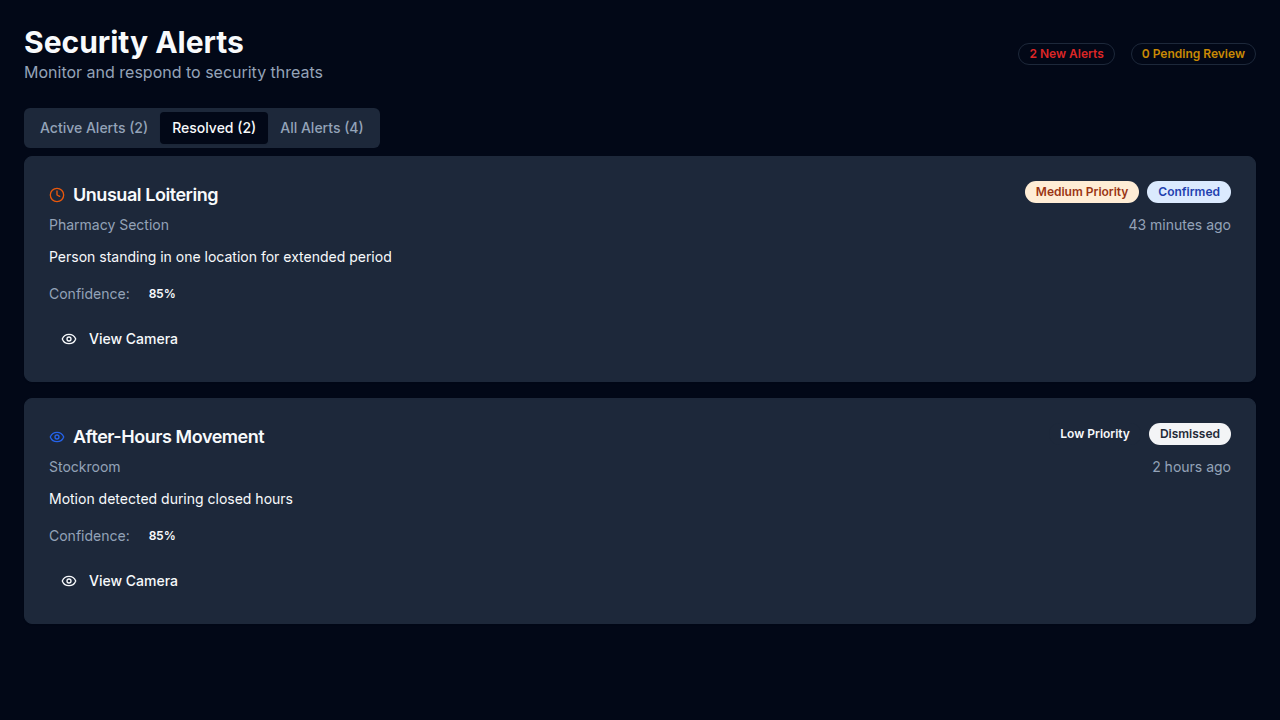 Security Alerts
Monitor and respond to security threats
2 New Alerts
0 Pending Review
Active Alerts (2)
Resolved (2)
All Alerts (4)
Unusual Loitering
Medium Priority
Confirmed
Pharmacy Section
43 minutes ago
Person standing in one location for extended period
Confidence: 85%
View Camera
After-Hours Movement
Low Priority
Dismissed
Stockroom
2 hours ago
Motion detected during closed hours
Confidence: 85%
View Camera